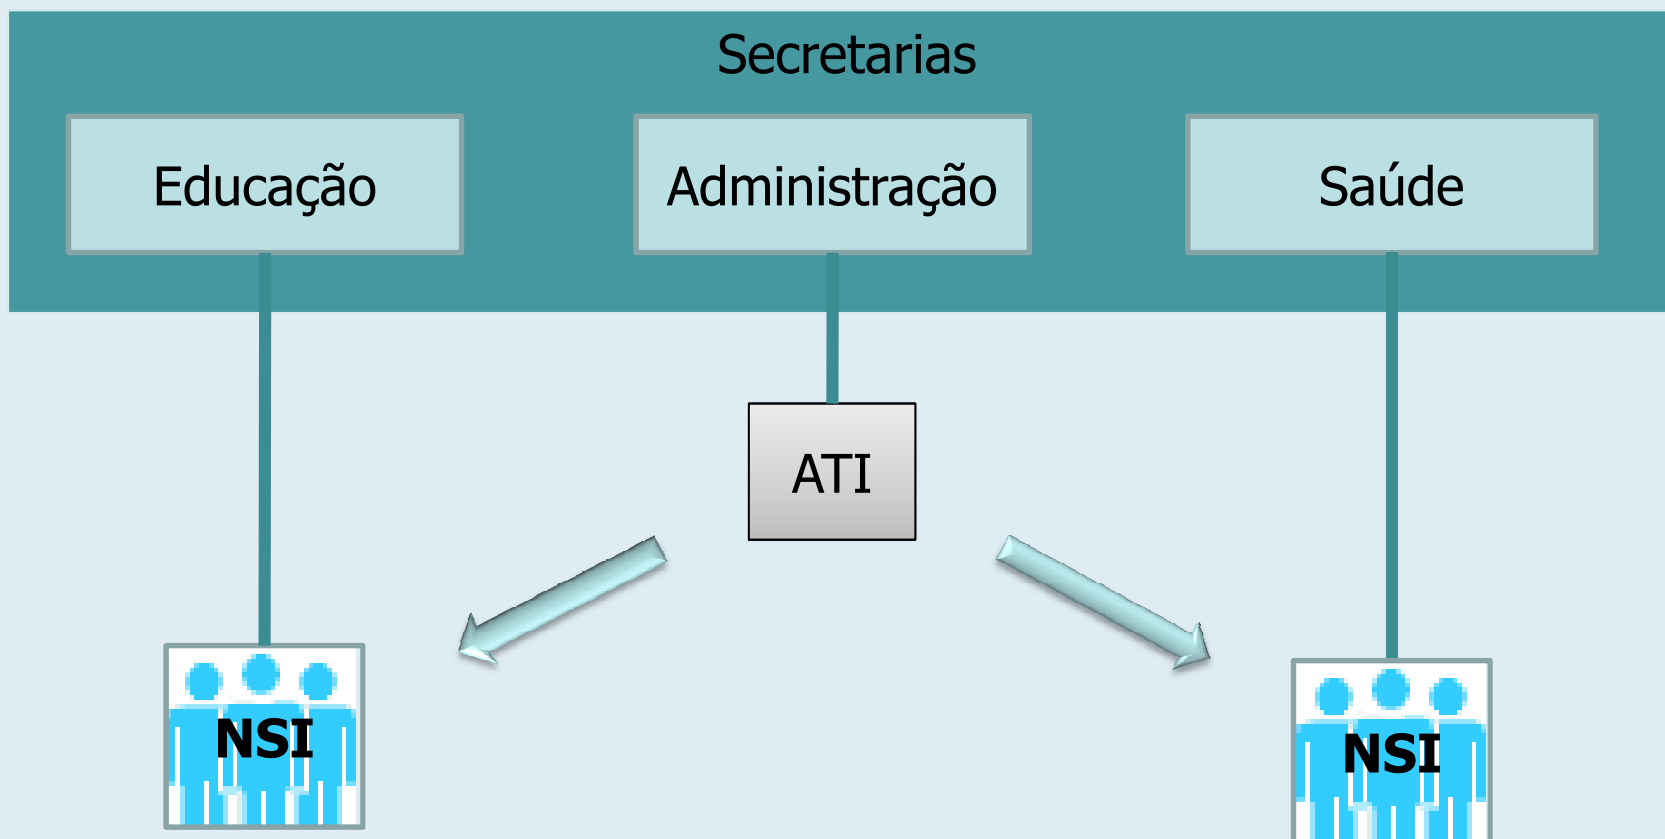 Secretarias
Educação
Administração
Saúde
ATI
NSI
NSI